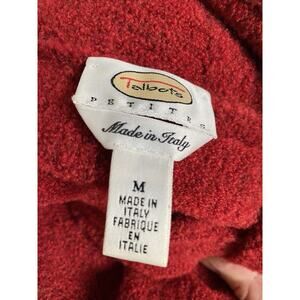 Talbots
PETITES
Made in Italy
M
MADE IN
ITALY
FABRIQUE
EN
ITALIE